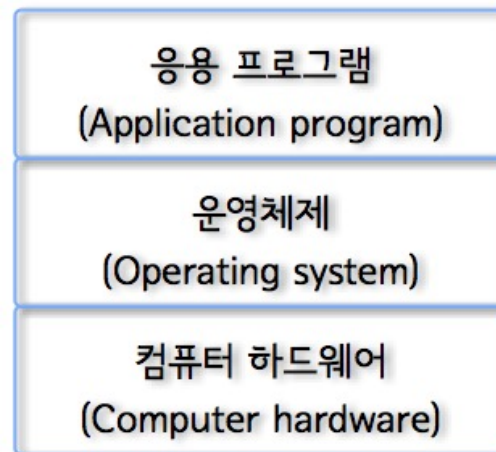 응용 프로그램
(Application program)
운영체제
(Operating system)
컴퓨터 하드웨어
(Computer hardware)